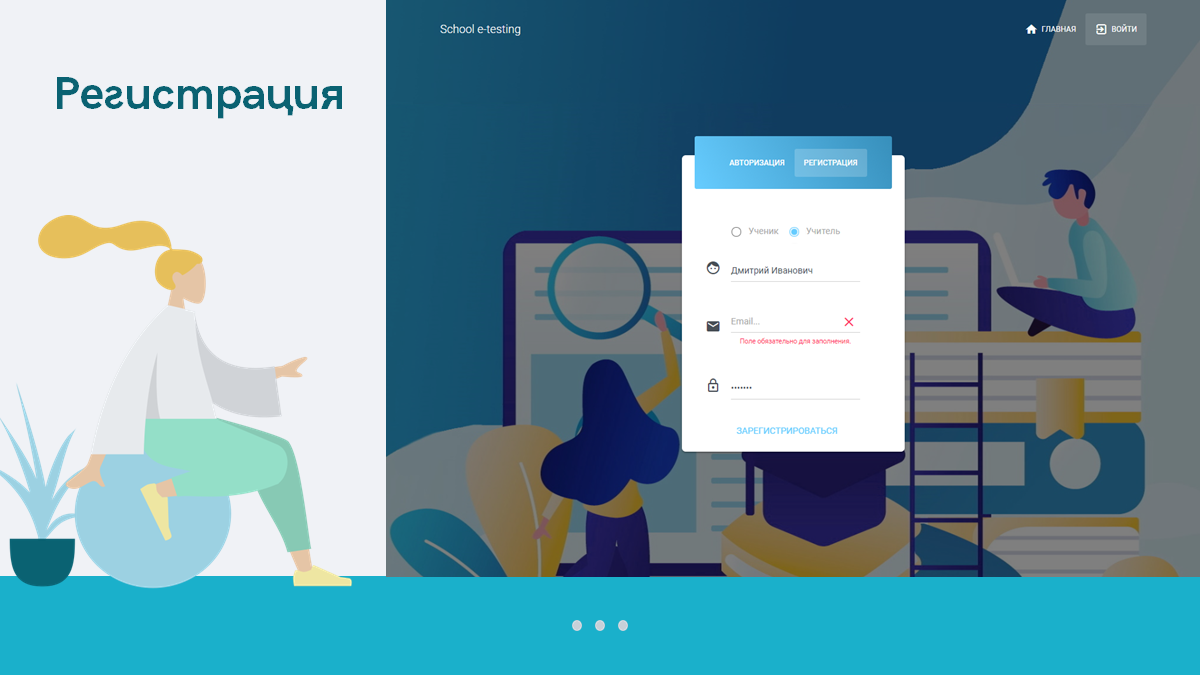 Регистрация
School e-testing
ГЛАВНАЯ
ВОЙТИ
АВТОРИЗАЦИЯ
РЕГИСТРАЦИЯ
Ученик
Учитель
Дмитрий Иванович
Email...
Поле обязательно для заполнения.
•••••••
ЗАРЕГИСТРИРОВАТЬСЯ